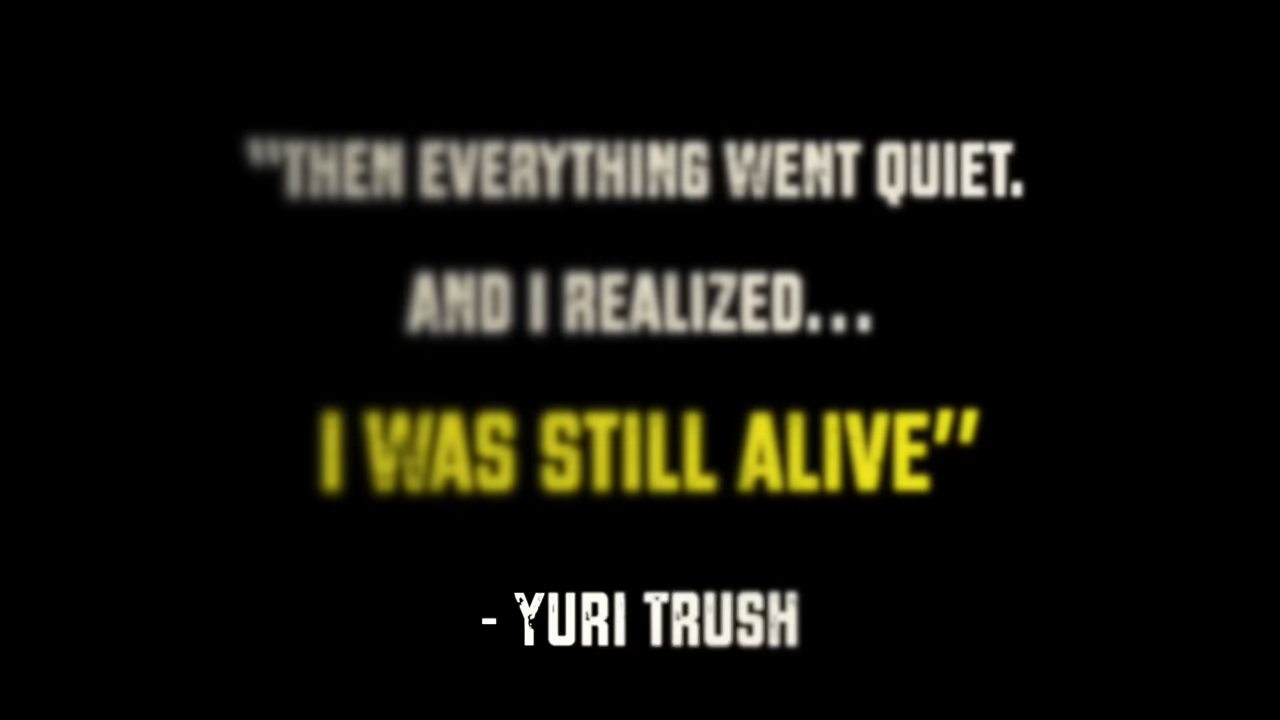 "THEN EVERYTHING WENT QUIET.
AND I REALIZED...
I WAS STILL ALIVE"
- YURI TRUSH